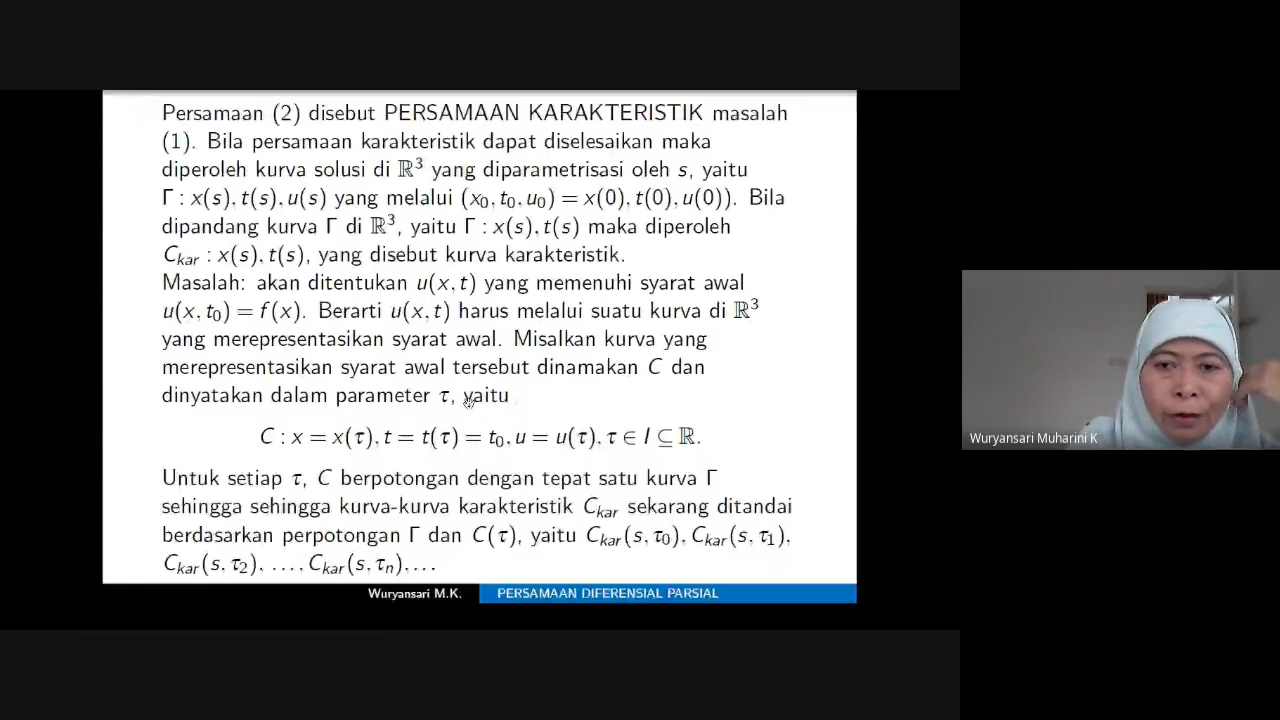 Persamaan (2) disebut PERSAMAAN KARAKTERISTIK masalah
(1). Bila persamaan karakteristik dapat diselesaikan maka
diperoleh kurva solusi di ℝ³ yang diparametrisasi oleh s, yaitu
Γ : x(s), t(s), u(s) yang melalui (x₀, t₀, u₀) = x(0), t(0), u(0)). Bila
dipandang kurva Γ di ℝ³, yaitu Γ : x(s), t(s) maka diperoleh
C_kar : x(s), t(s), yang disebut kurva karakteristik.
Masalah: akan ditentukan u(x, t) yang memenuhi syarat awal
u(x, t₀) = f(x). Berarti u(x, t) harus melalui suatu kurva di ℝ³
yang merepresentasikan syarat awal. Misalkan kurva yang
merepresentasikan syarat awal tersebut dinamakan C dan
dinyatakan dalam parameter τ, yaitu
C : x = x(τ), t = t(τ) = t₀, u = u(τ), τ ∈ I ⊆ ℝ.
Untuk setiap τ, C berpotongan dengan tepat satu kurva Γ
sehingga sehingga kurva-kurva karakteristik C_kar sekarang ditandai
berdasarkan perpotongan Γ dan C(τ), yaitu C_kar(s, τ₀), C_kar(s, τ₁),
C_kar(s, τ₂), ..., C_kar(s, τₙ), ...
Wuryansari M.K. PERSAMAAN DIFERENSIAL PARSIAL
Wuryansari Muharini K